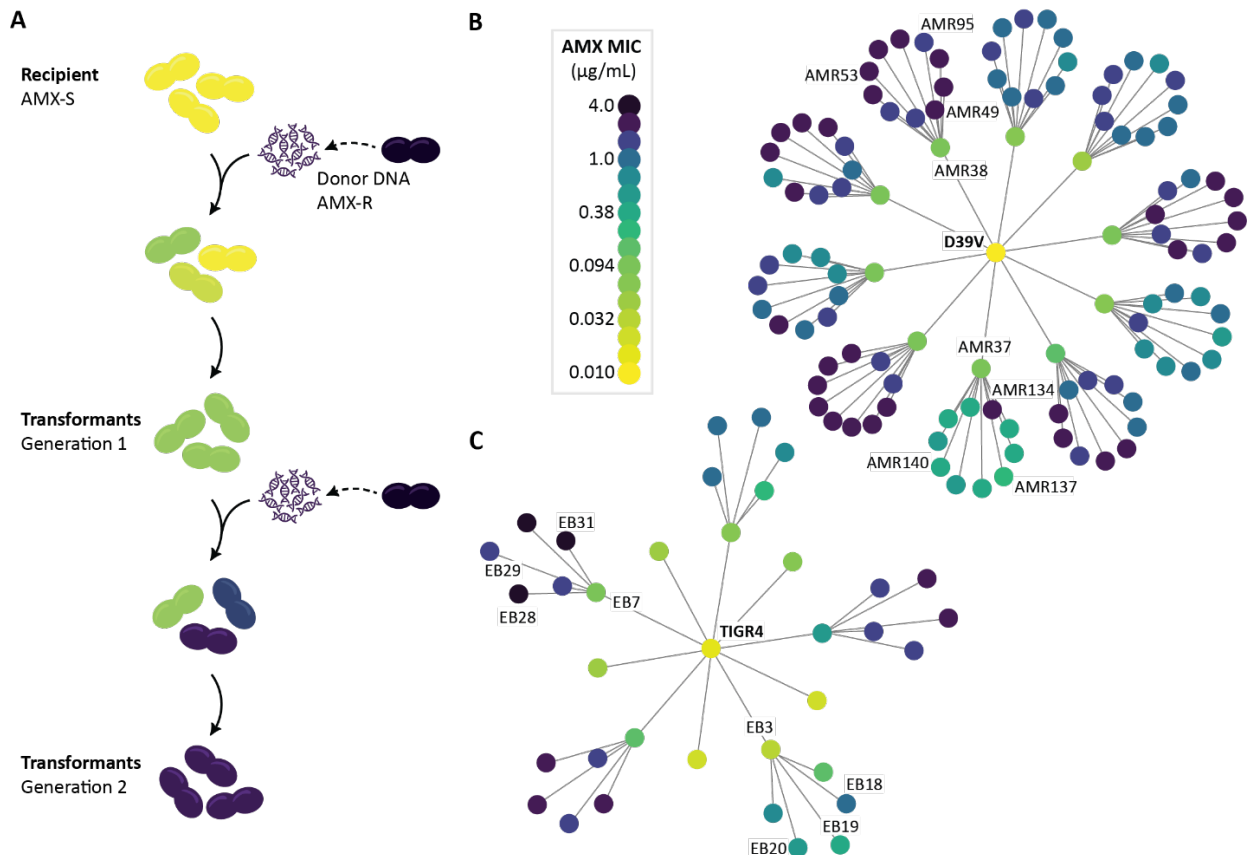 A
Recipient
AMX-S
Donor DNA
AMX-R
Transformants
Generation 1
Transformants
Generation 2
B
AMX MIC
(µg/mL)
4.0
1.0
0.38
0.094
0.032
0.010
AMR95
AMR53
AMR49
AMR38
D39V
AMR37
AMR134
AMR140
AMR137
C
EB31
EB29
EB28
EB7
TIGR4
EB3
EB18
EB19
EB20